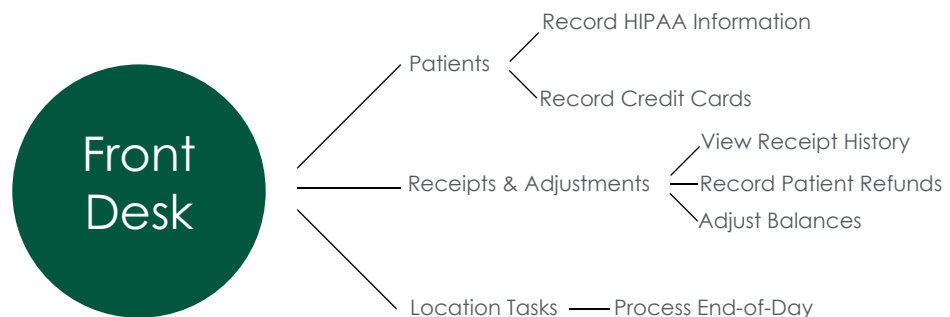 Front
Desk
Patients
Record HIPAA Information
Record Credit Cards
Receipts & Adjustments
View Receipt History
Record Patient Refunds
Adjust Balances
Location Tasks
Process End-of-Day